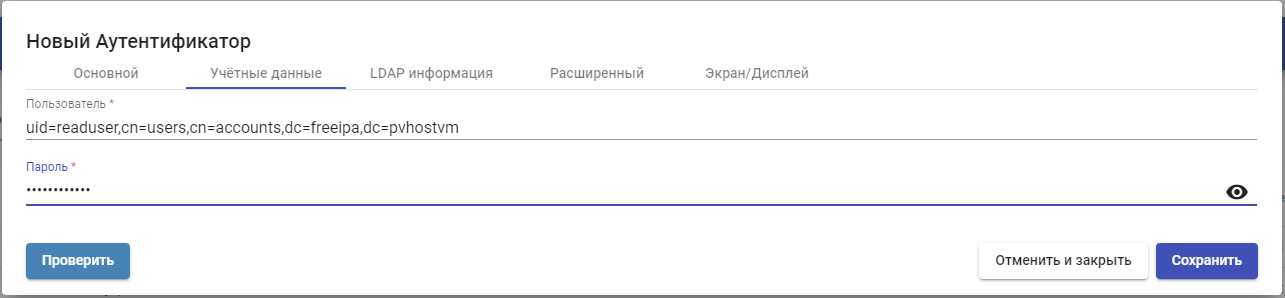 Новый Аутентификатор
Основной Учётные данные LDAP информация Расширенный Экран/Дисплей
Пользователь *
uid=readuser,cn=users,cn=accounts,dc=freeipa,dc=pvhostvm
Пароль *
••••••••••••
Проверить Отменить и закрыть Сохранить